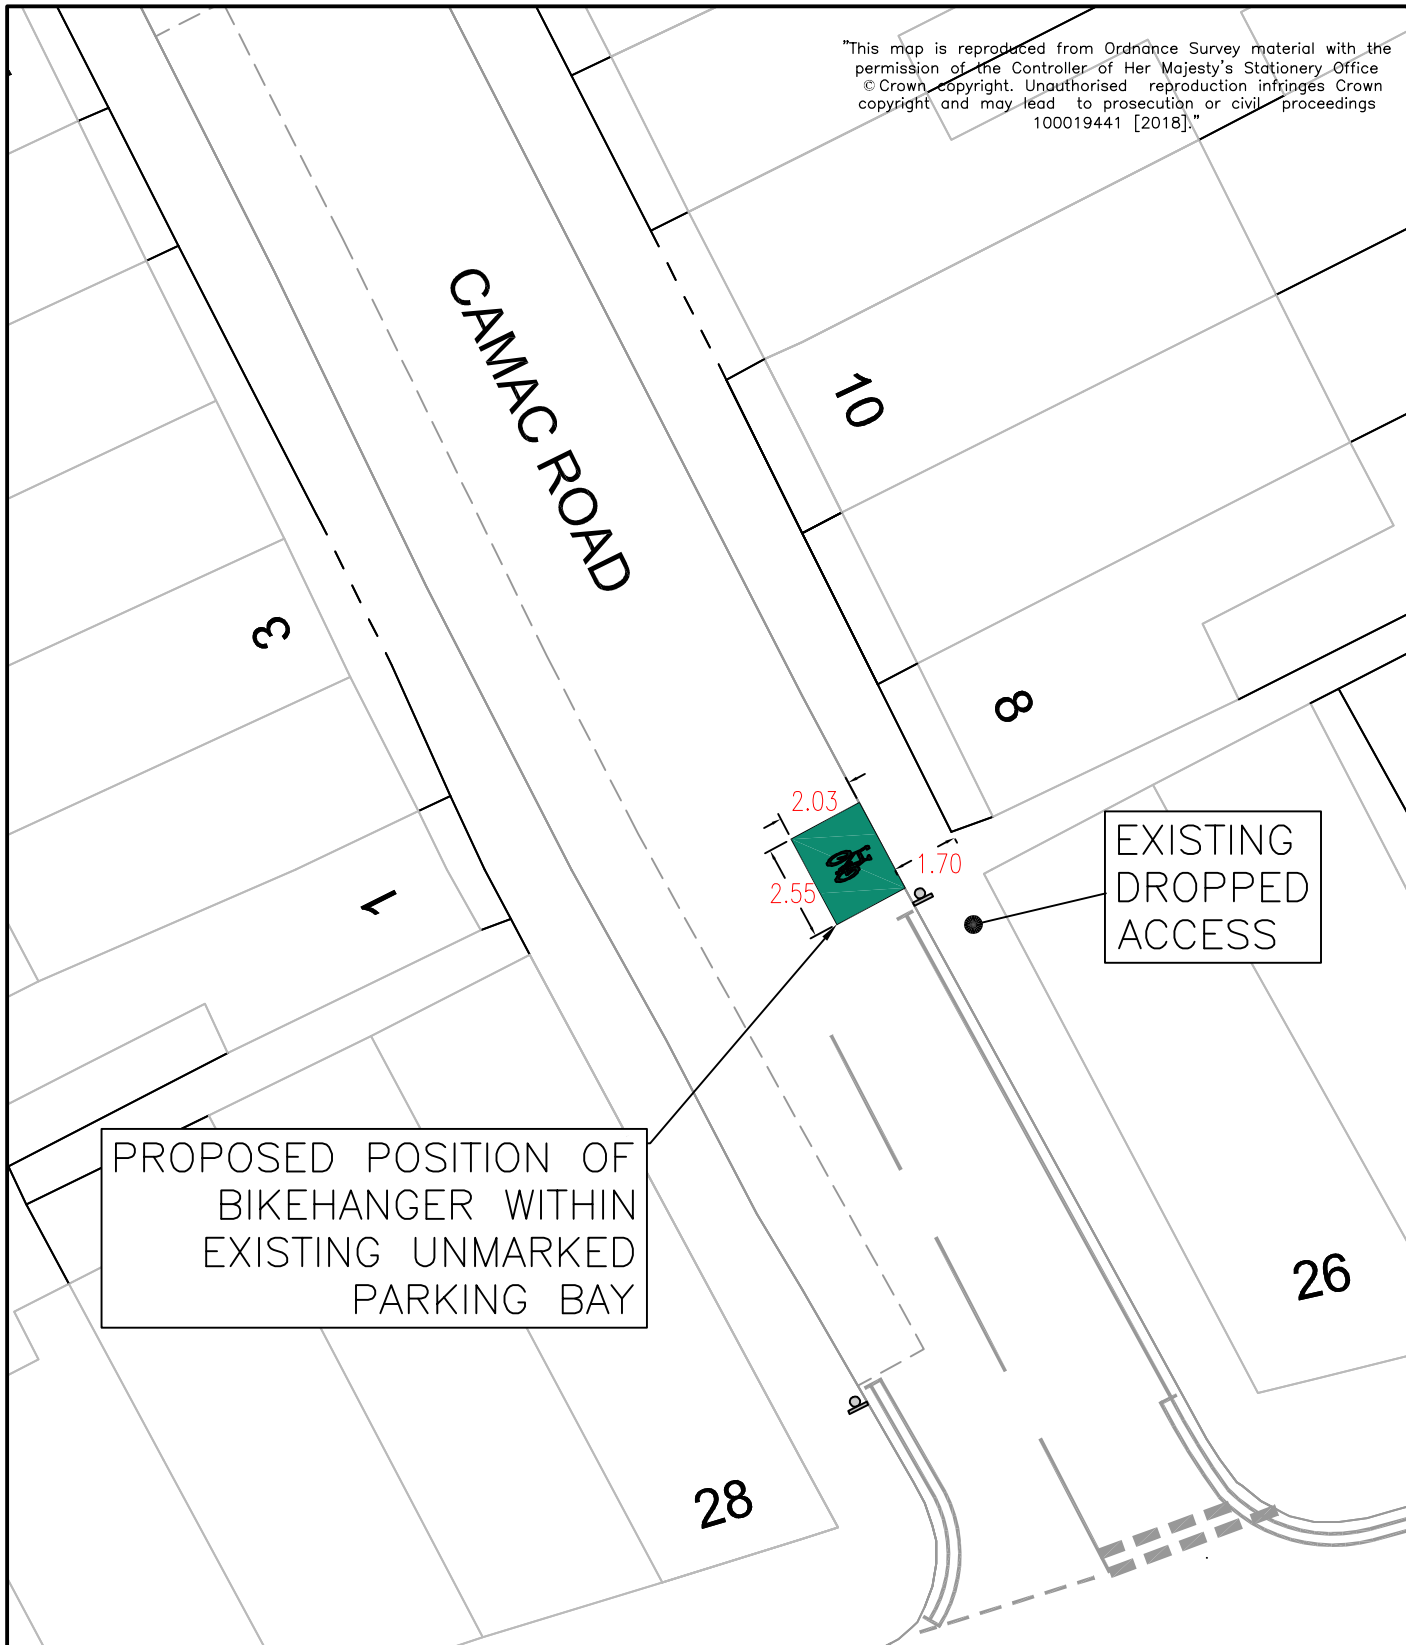 "This map is reproduced from Ordnance Survey material with the
permission of the Controller of Her Majesty's Stationery Office
© Crown copyright. Unauthorised reproduction infringes Crown
copyright and may lead to prosecution or civil proceedings
100019441 [2018]."
CAMAC ROAD
10
3
8
2.03
1.70
2.55
1
EXISTING
DROPPED
ACCESS
PROPOSED POSITION OF
BIKEHANGER WITHIN
EXISTING UNMARKED
PARKING BAY
26
28